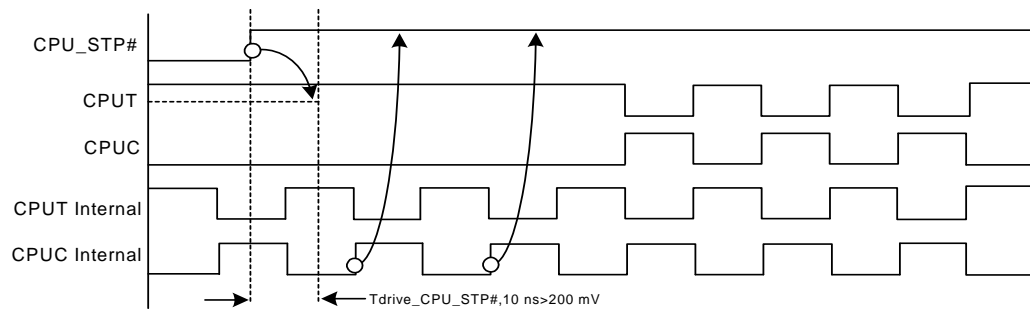 CPU_STP#
CPUT
CPUC
CPUT Internal
CPUC Internal
Tdrive_CPU_STP#,10 ns>200 mV